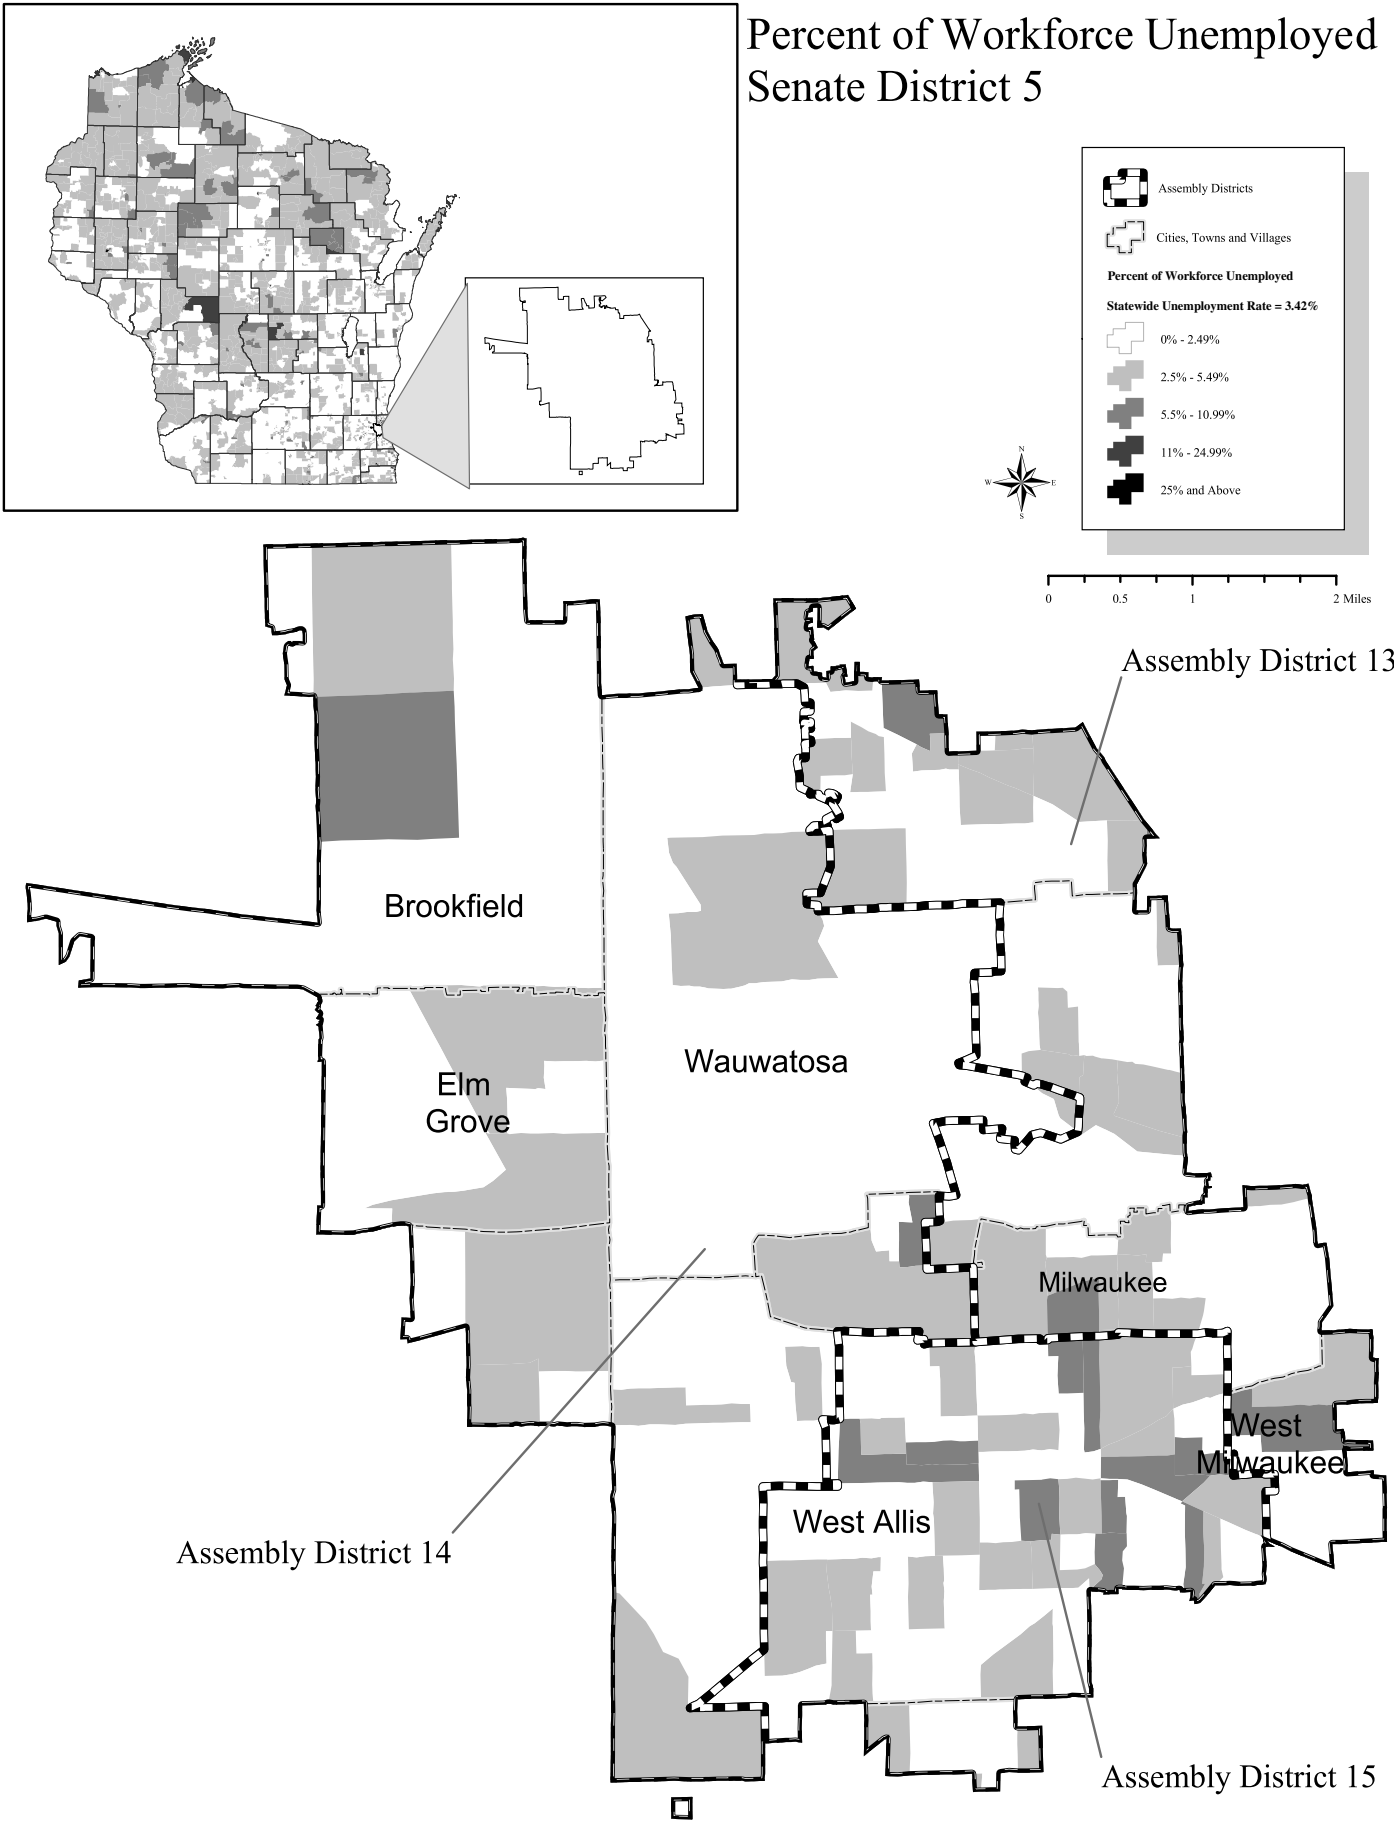 Percent of Workforce Unemployed
Senate District 5
Assembly Districts
Cities, Towns and Villages
Percent of Workforce Unemployed
Statewide Unemployment Rate = 3.42%
0% - 2.49%
2.5% - 5.49%
5.5% - 10.99%
11% - 24.99%
25% and Above
N
W
E
S
0 0.5 1 2 Miles
Assembly District 13
Brookfield
Wauwatosa
Elm
Grove
Milwaukee
West
Milwaukee
West Allis
Assembly District 14
Assembly District 15